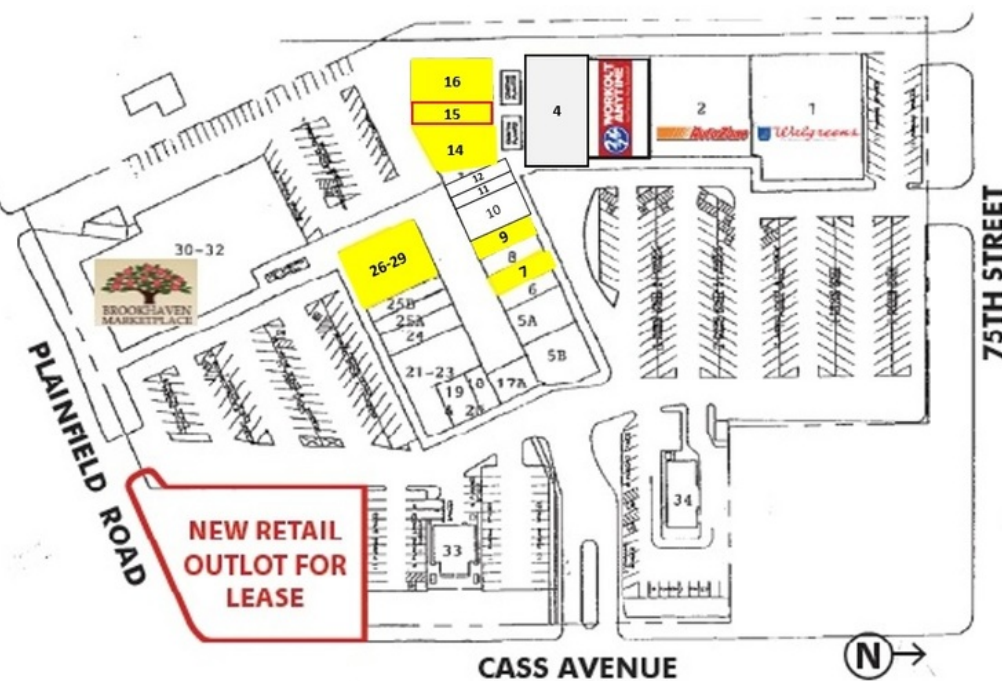 16
15
14
4
WORKOUT
ANYTIME
2
AutoZone
1
Walgreens
12
11
10
9
8
7
6
5A
5B
30-32
BROOKHAVEN
MARKETPLACE
26-29
25B
25A
24
21-23
19
18
17A
20
75TH STREET
PLAINFIELD ROAD
NEW RETAIL
OUTLOT FOR
LEASE
33
34
CASS AVENUE
N